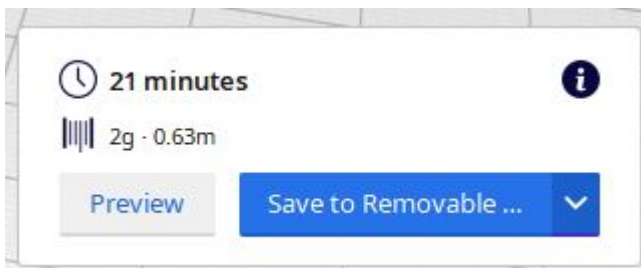 21 minutes
2g · 0.63m
Preview
Save to Removable ...